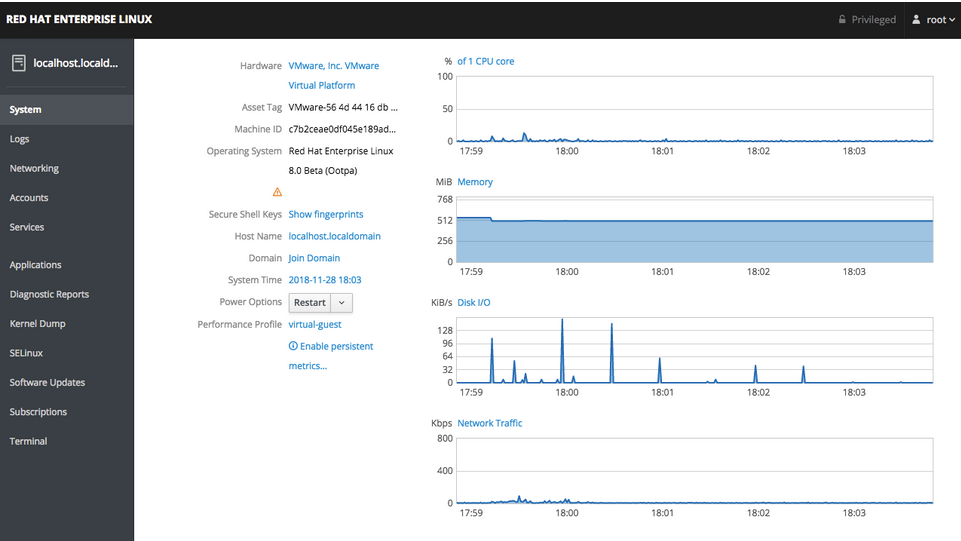 RED HAT ENTERPRISE LINUX
Privileged
root
localhost.locald...
System
Logs
Networking
Accounts
Services
Applications
Diagnostic Reports
Kernel Dump
SELinux
Software Updates
Subscriptions
Terminal
Hardware VMware, Inc. VMware
Virtual Platform
Asset Tag VMware-56 4d 44 16 db ...
Machine ID c7b2ceae0df045e189ad...
Operating System Red Hat Enterprise Linux
8.0 Beta (Ootpa)
Secure Shell Keys Show fingerprints
Host Name localhost.localdomain
Domain Join Domain
System Time 2018-11-28 18:03
Power Options Restart
Performance Profile virtual-guest
Enable persistent
metrics...
% of 1 CPU core
100
50
0
17:59 18:00 18:01 18:02 18:03
MiB Memory
768
512
256
0
17:59 18:00 18:01 18:02 18:03
KiB/s Disk I/O
128
96
64
32
0
17:59 18:00 18:01 18:02 18:03
Kbps Network Traffic
800
400
0
17:59 18:00 18:01 18:02 18:03